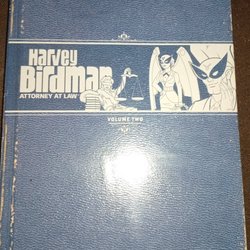 HARVEY
BIRDMAN
ATTORNEY AT LAW
VOLUME TWO